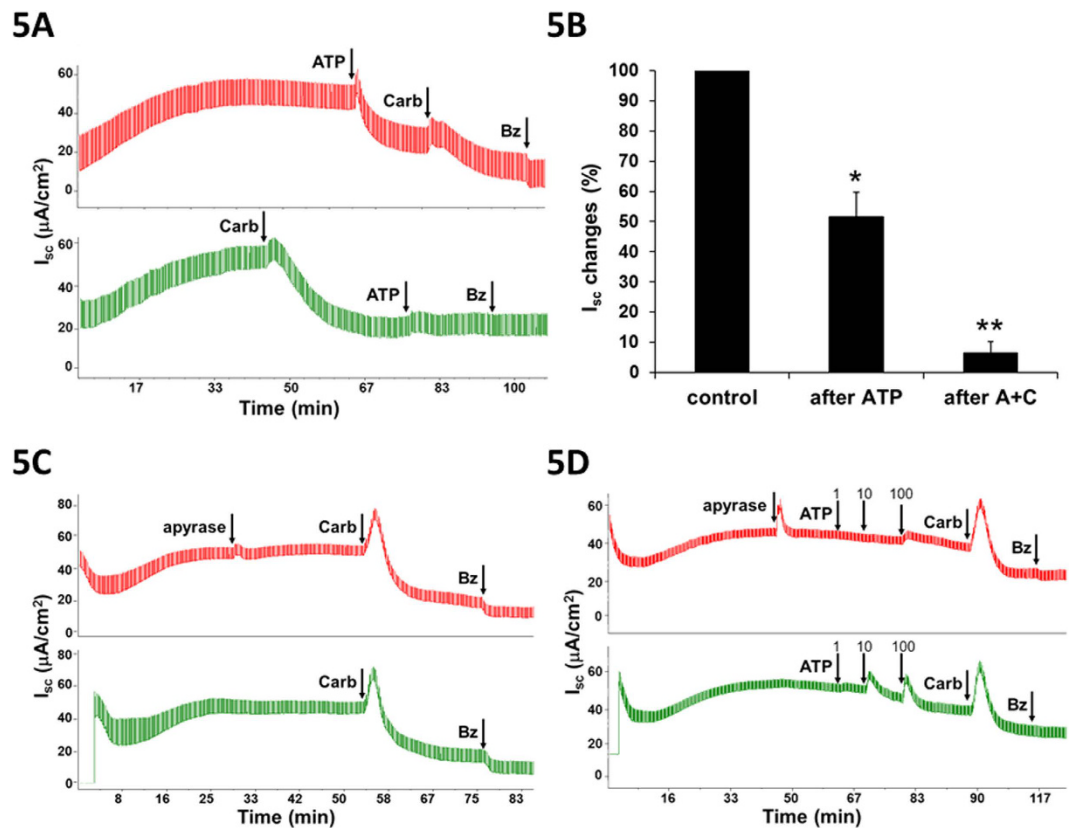 5A
60
40
20
0
ATP
Carb
Bz
60
40
20
0
Carb
ATP
Bz
I_sc (μA/cm²)
17 33 50 67 83 100
Time (min)
5B
100
90
80
70
60
50
40
30
20
10
0
I_sc changes (%)
*
**
control after ATP after A+C
5C
80
60
40
20
0
apyrase
Carb
Bz
80
60
40
20
0
Carb
Bz
I_sc (μA/cm²)
8 16 25 35 42 50 58 67 75 83
Time (min)
5D
60
40
20
0
apyrase
ATP
1 10 100
Carb
Bz
60
40
20
0
ATP
1 10 100
Carb
Bz
I_sc (μA/cm²)
16 33 50 67 83 90 117
Time (min)